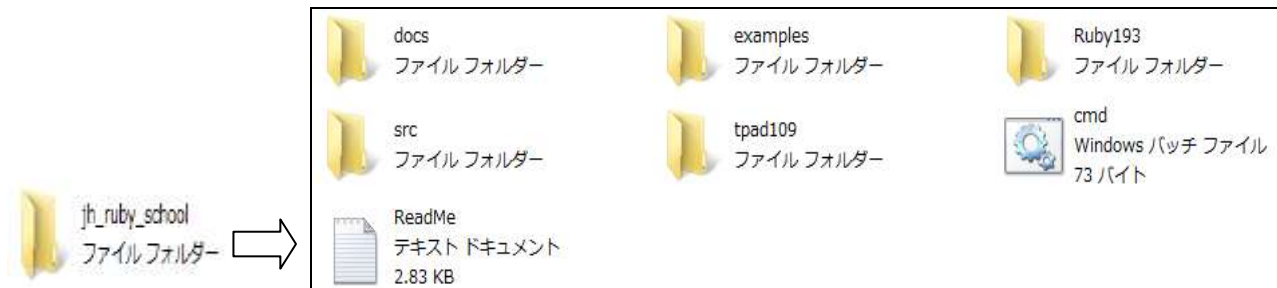 docs
ファイル フォルダー
examples
ファイル フォルダー
Ruby193
ファイル フォルダー
src
ファイル フォルダー
tpad109
ファイル フォルダー
cmd
Windows バッチ ファイル
73 バイト
jh_ruby_school
ファイル フォルダー
ReadMe
テキスト ドキュメント
2.83 KB